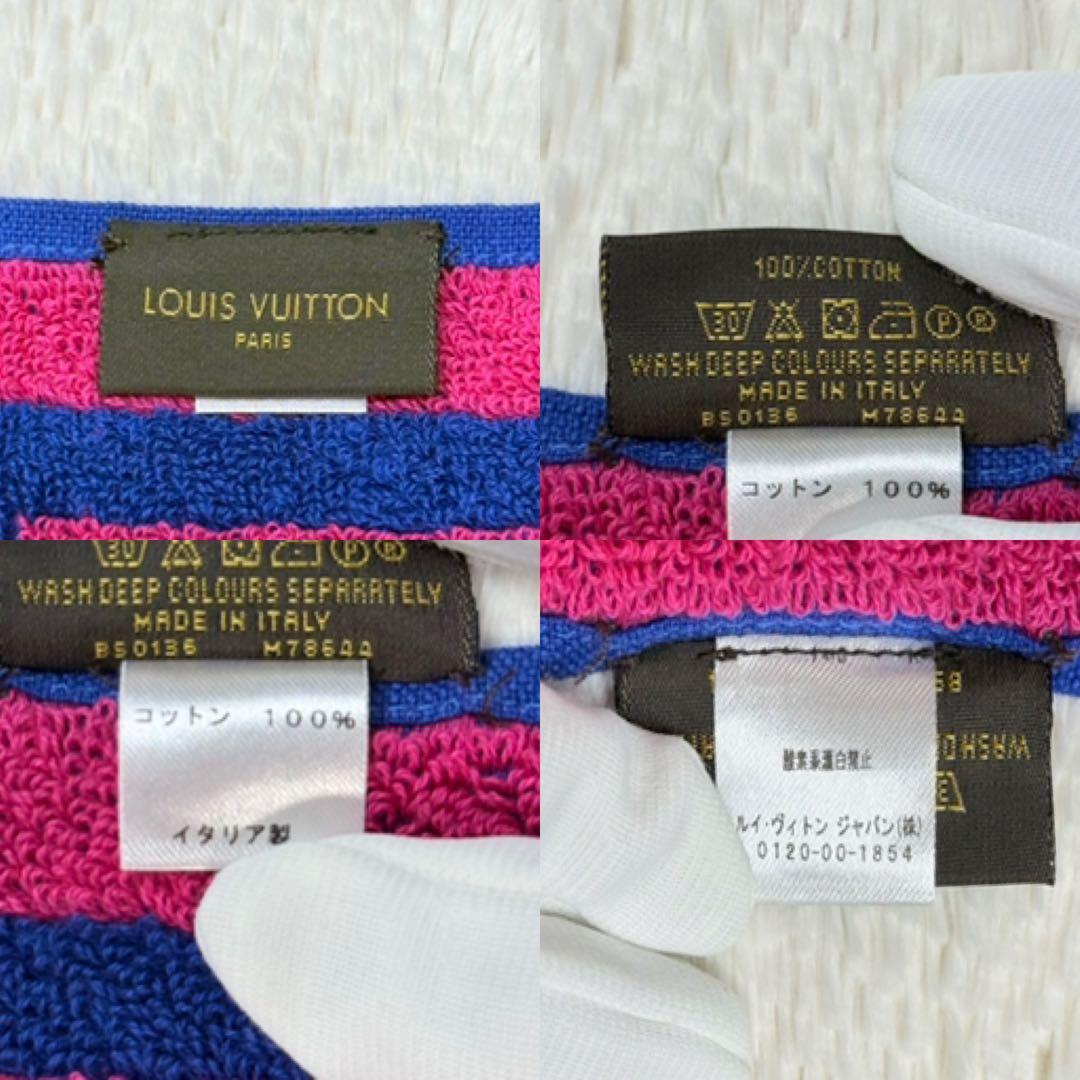 LOUIS VUITTON
PARIS
100%COTTON
30 P R
WASH DEEP COLOURS SEPARATELY
MADE IN ITALY
BS0136 M78644
コットン 100%
30 P R
WASH DEEP COLOURS SEPARATELY
MADE IN ITALY
BS0136 M78644
コットン 100%
イタリア製
酸素系漂白禁止
ルイ・ヴィトン ジャパン(株)
0120-00-1854
WASH D